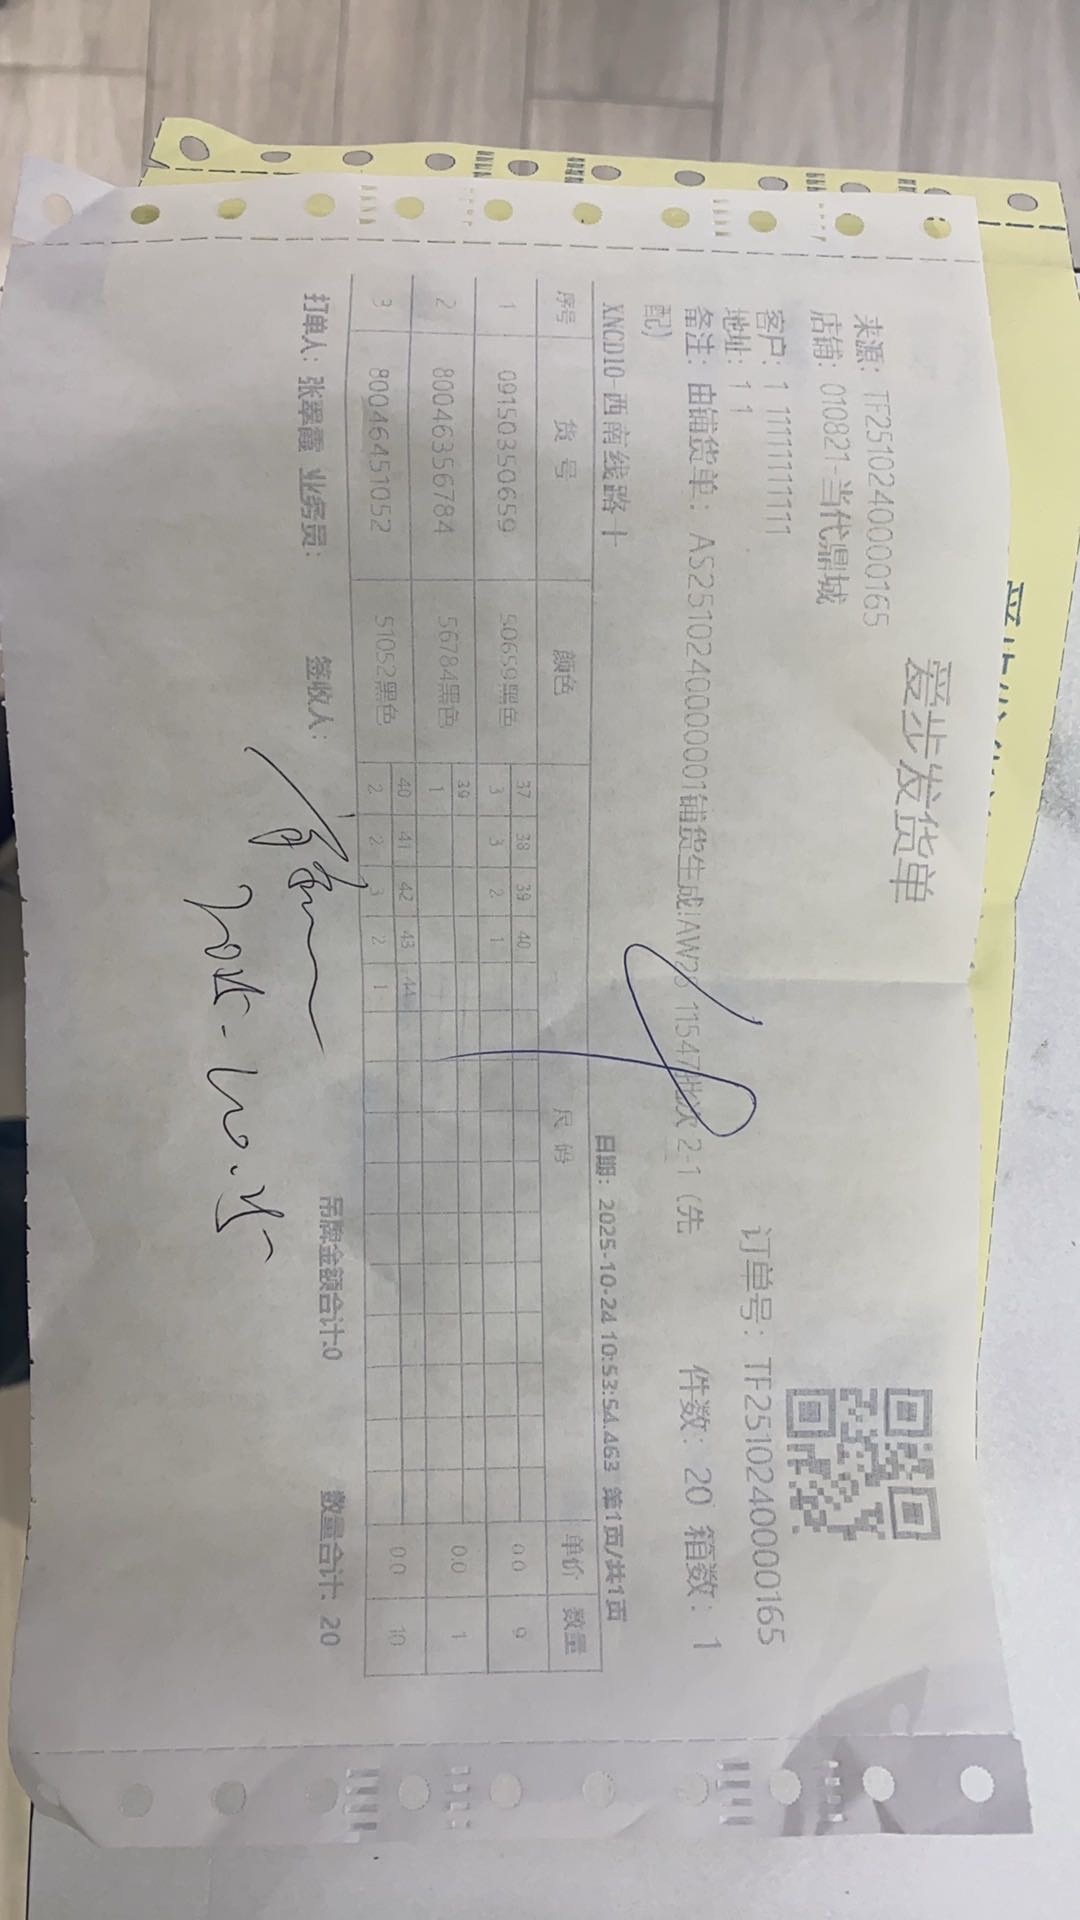 爱步发货单
来源：TF2510240000165
订单号：TF2510240000165
店铺：010821-当代鼎城
客户：1 11111111111
地址：1 1
件数：20 箱数：1
备注：由铺货单：AS2510240000001铺货生成!AW25 11547批次 2-1（先
配）
XNCD10-西南线路十 日期：2025-10-24 10:53:54.463 第1页/共1页
序号 货号 颜色 尺码 单价 数量
37 38 39 40
1 09150350659 50659黑色 3 3 2 1 0.0 9
39
2 80046356784 56784黑色 1 0.0 1
40 41 42 43 44
3 80046451052 51052黑色 2 2 3 2 1 0.0 10
打单人：张翠霞 业务员： 签收人： 吊牌金额合计:0 数量合计：20